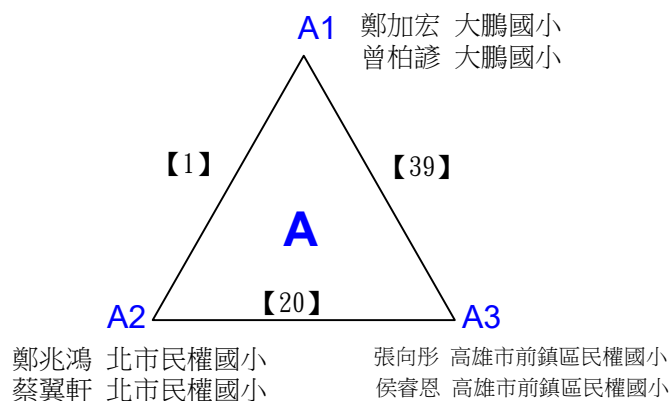 A1
鄭加宏 大鵬國小
曾柏諺 大鵬國小
【1】
【39】
A
【20】
A2
A3
鄭兆鴻 北市民權國小
蔡翼軒 北市民權國小
張向彤 高雄市前鎮區民權國小
侯睿恩 高雄市前鎮區民權國小